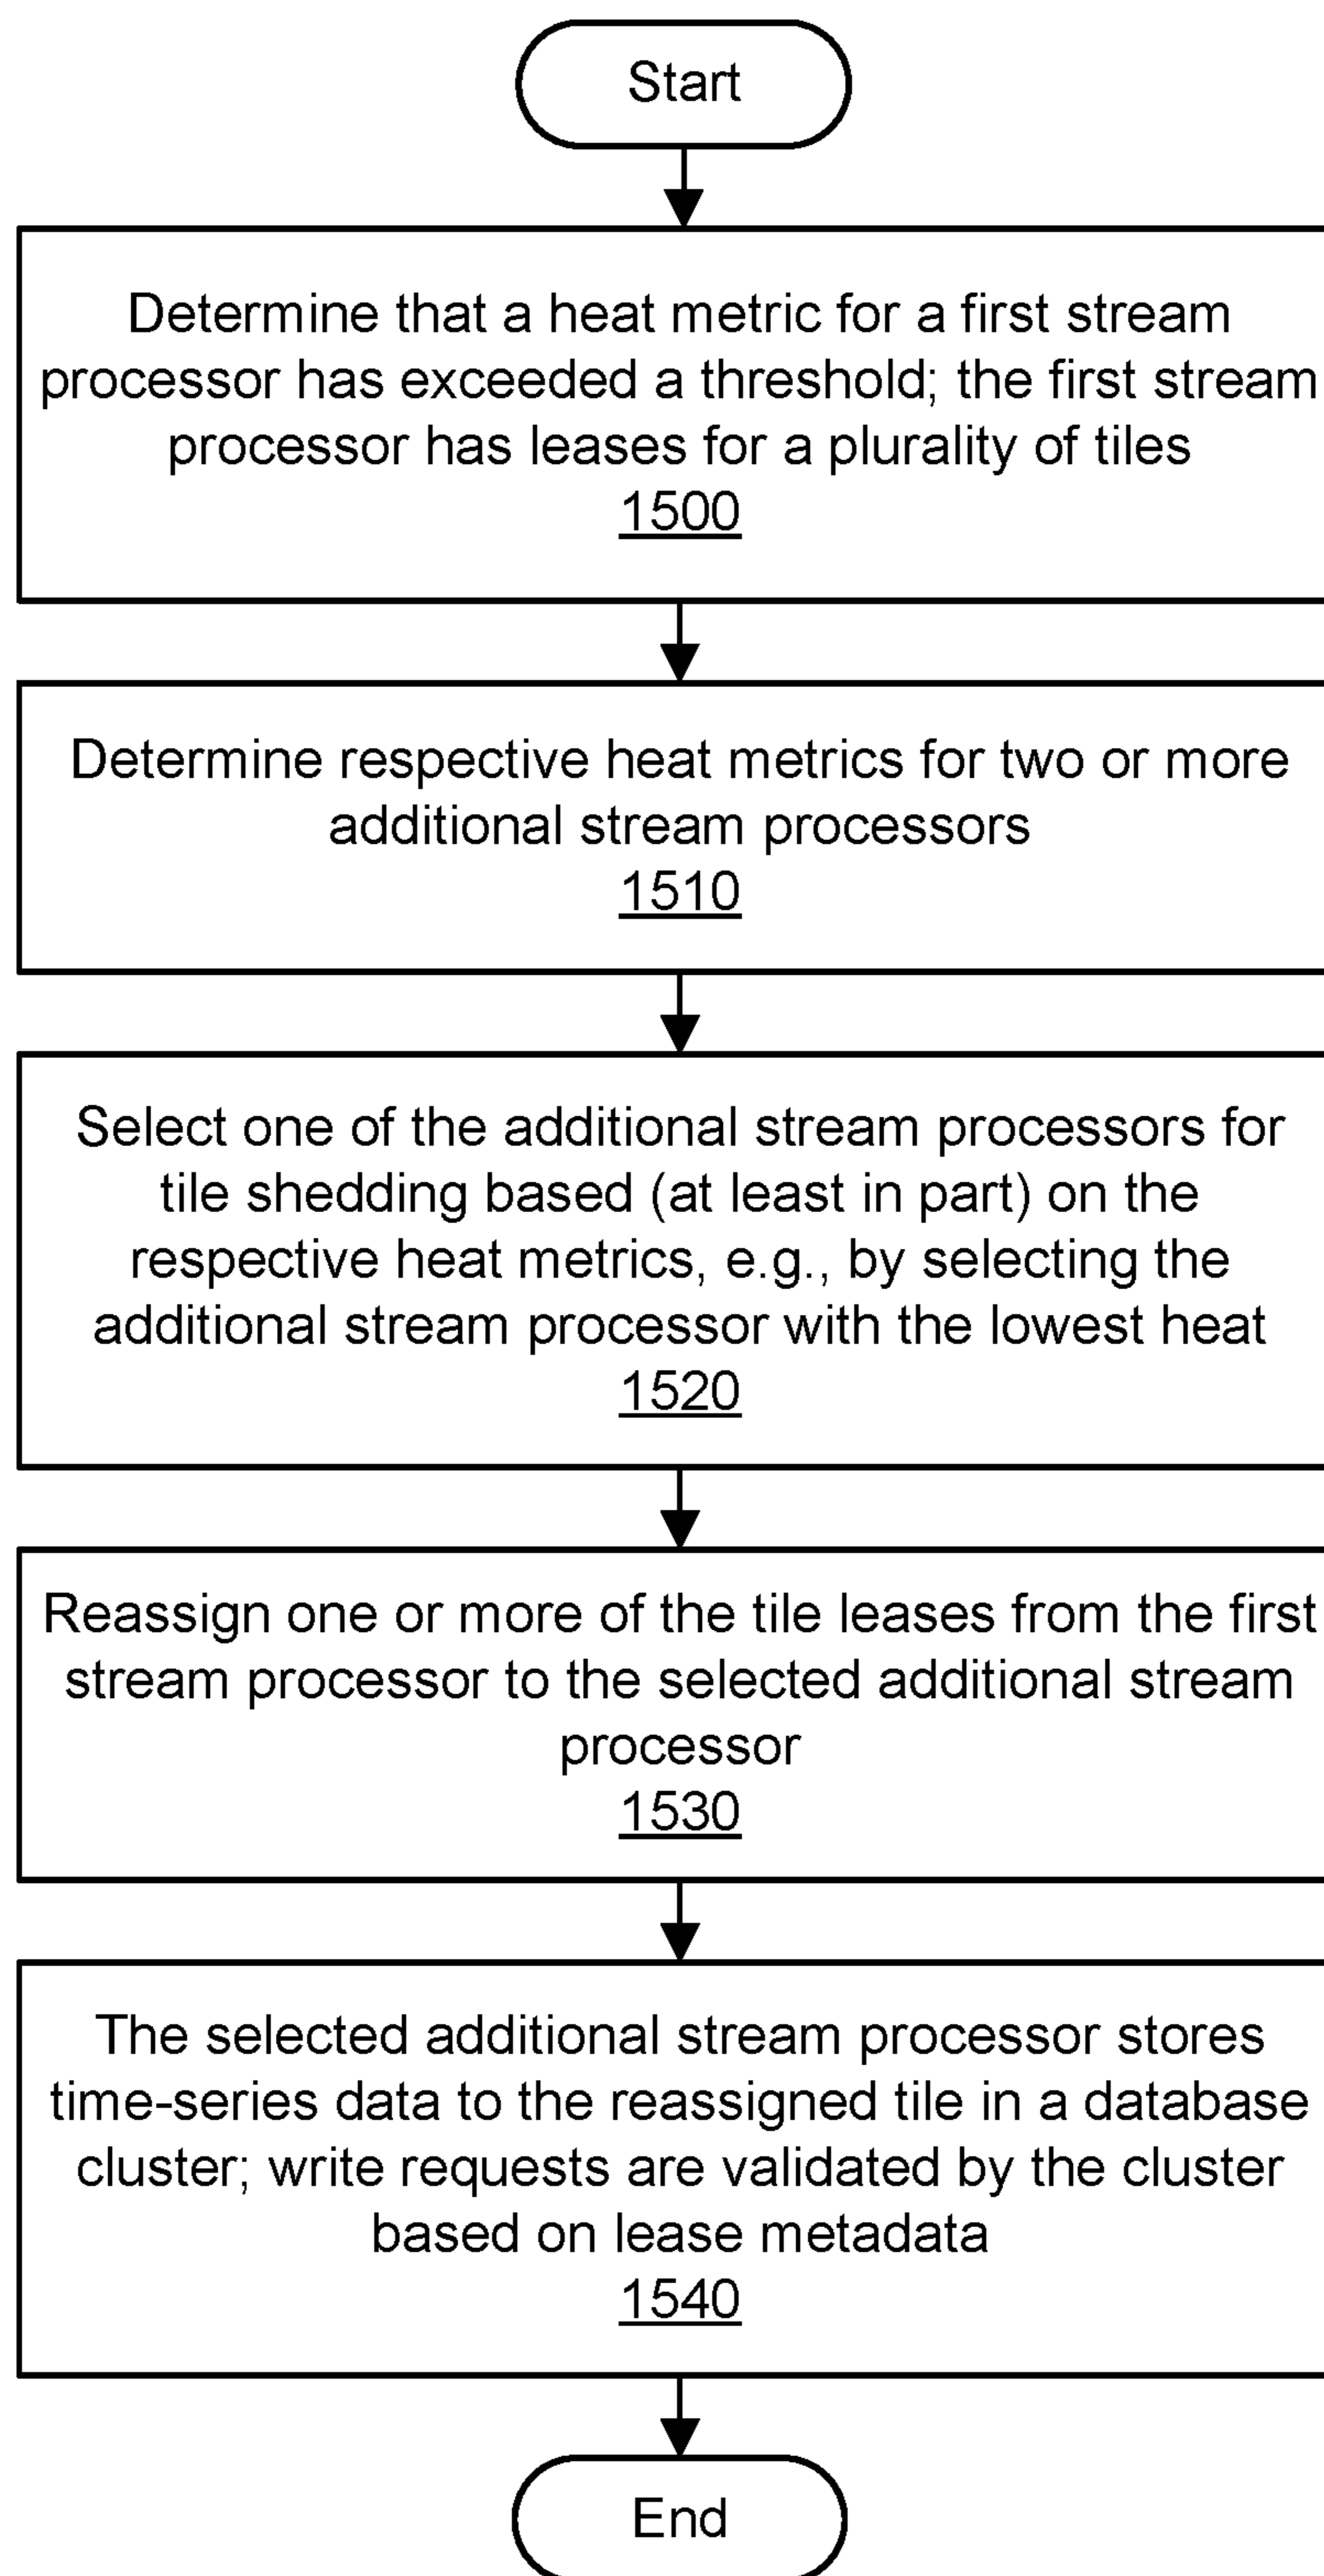 Start
Determine that a heat metric for a first stream
processor has exceeded a threshold; the first stream
processor has leases for a plurality of tiles
1500
Determine respective heat metrics for two or more
additional stream processors
1510
Select one of the additional stream processors for
tile shedding based (at least in part) on the
respective heat metrics, e.g., by selecting the
additional stream processor with the lowest heat
1520
Reassign one or more of the tile leases from the first
stream processor to the selected additional stream
processor
1530
The selected additional stream processor stores
time-series data to the reassigned tile in a database
cluster; write requests are validated by the cluster
based on lease metadata
1540
End